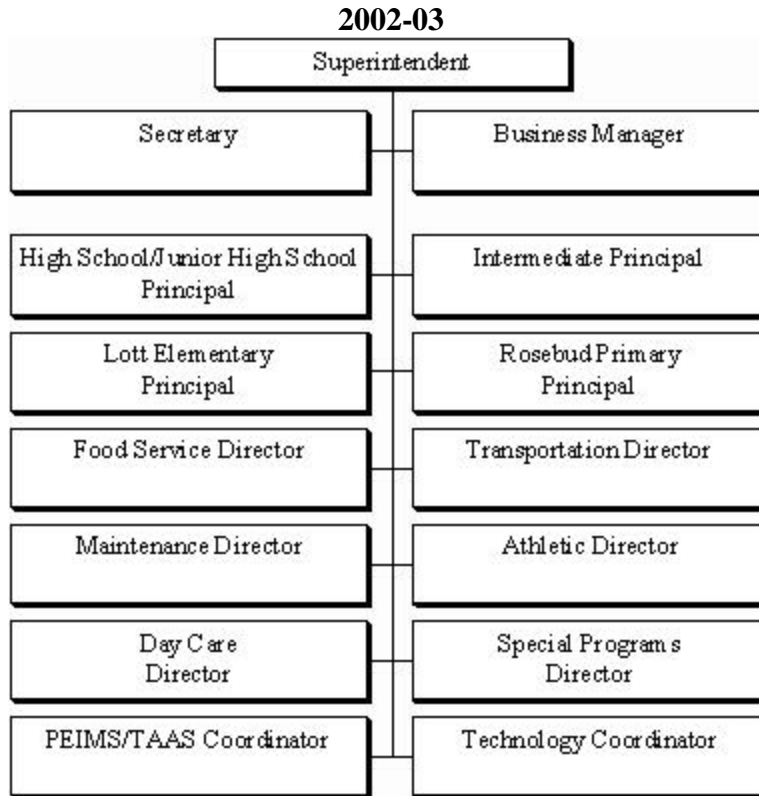 2002-03
Superintendent
Secretary
Business Manager
High School/Junior High School
Principal
Intermediate Principal
Lott Elementary
Principal
Rosebud Primary
Principal
Food Service Director
Transportation Director
Maintenance Director
Athletic Director
Day Care
Director
Special Programs
Director
PEIMS/TAAS Coordinator
Technology Coordinator